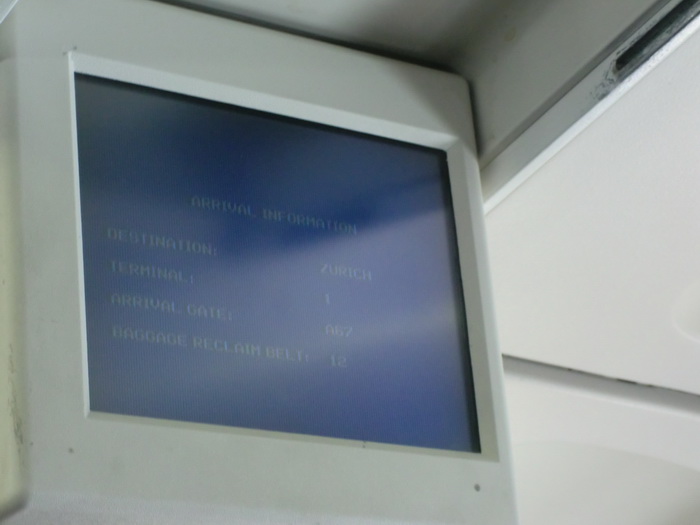 ARRIVAL INFORMATION
DESTINATION: ZURICH
TERMINAL: 1
ARRIVAL GATE: A67
BAGGAGE RECLAIM BELT: 12